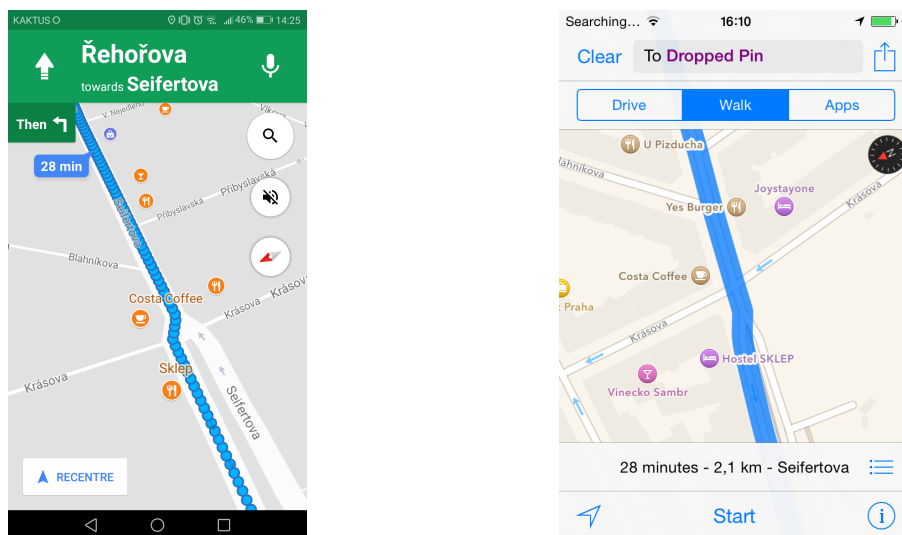 KAKTUS
46%
14:25
Řehořova
towards Seifertova
Then
V. Nejedlého
Vlkova
28 min
Přibyslavská
Přibyslavská
Seifertova
Blahníkova
Costa Coffee
Krásova
Krásova
Krásova
Sklep
Seifertova
RECENTRE
Searching...
16:10
Clear
To Dropped Pin
Drive
Walk
Apps
U Pizducha
Blahníkova
Joystayone
Yes Burger
Krásova
Costa Coffee
Praha
Krásova
Hostel SKLEP
Vinecko Sambr
28 minutes - 2,1 km - Seifertova
Start